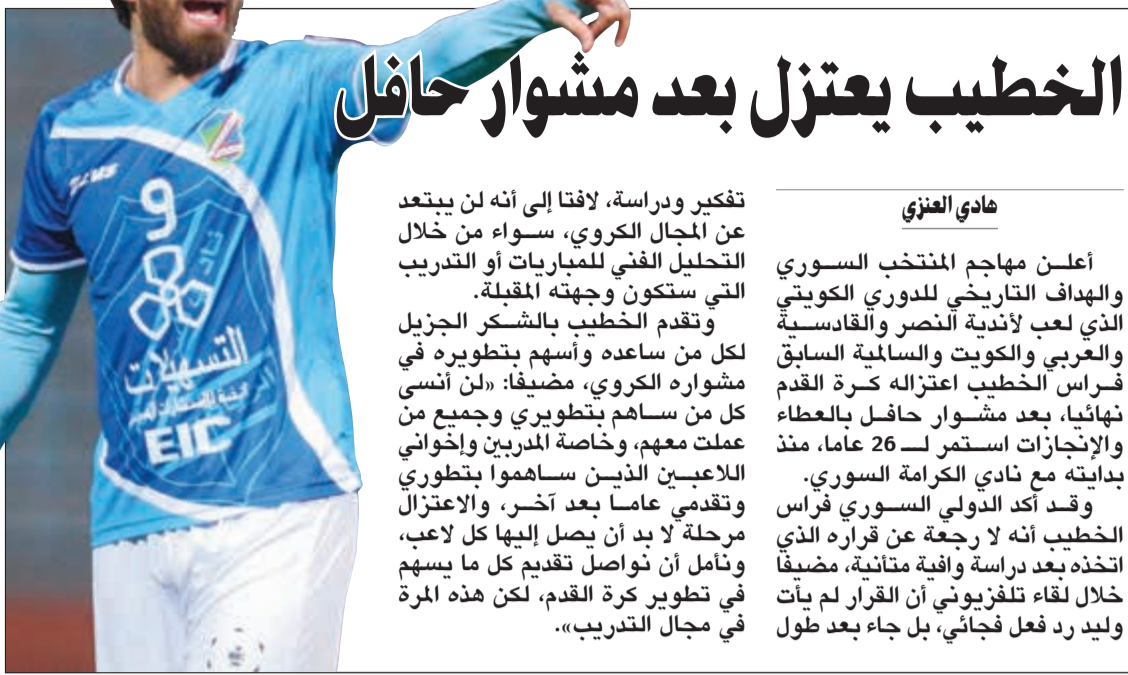 الخطيب يعتزل بعد مشوار حافل
هادي العنزي
أعلن مهاجم المنتخب السوري
والهداف التاريخي للدوري الكويتي
الذي لعب لأندية النصر والقادسية
والعربي والكويت والسالمية السابق
فراس الخطيب اعتزاله كرة القدم
نهائيا، بعد مشوار حافل بالعطاء
والإنجازات استمر لـ 26 عاما، منذ
بدايته مع نادي الكرامة السوري.
وقد أكد الدولي السوري فراس
الخطيب أنه لا رجعة عن قراره الذي
اتخذه بعد دراسة وافية متأنية، مضيفا
خلال لقاء تلفزيوني أن القرار لم يأت
وليد رد فعل فجائي، بل جاء بعد طول
تفكير ودراسة، لافتا إلى أنه لن يبتعد
عن المجال الكروي، سواء من خلال
التحليل الفني للمباريات أو التدريب
التي ستكون وجهته المقبلة.
وتقدم الخطيب بالشكر الجزيل
لكل من ساعده وأسهم بتطويره في
مشواره الكروي، مضيفا: «لن أنسى
كل من ساهم بتطويري وجميع من
عملت معهم، وخاصة المدربين وإخواني
اللاعبين الذين ساهموا بتطوري
وتقدمي عاما بعد آخر، والاعتزال
مرحلة لا بد أن يصل إليها كل لاعب،
ونأمل أن نواصل تقديم كل ما يسهم
في تطوير كرة القدم، لكن هذه المرة
في مجال التدريب».
9
التسهيلات
EIC